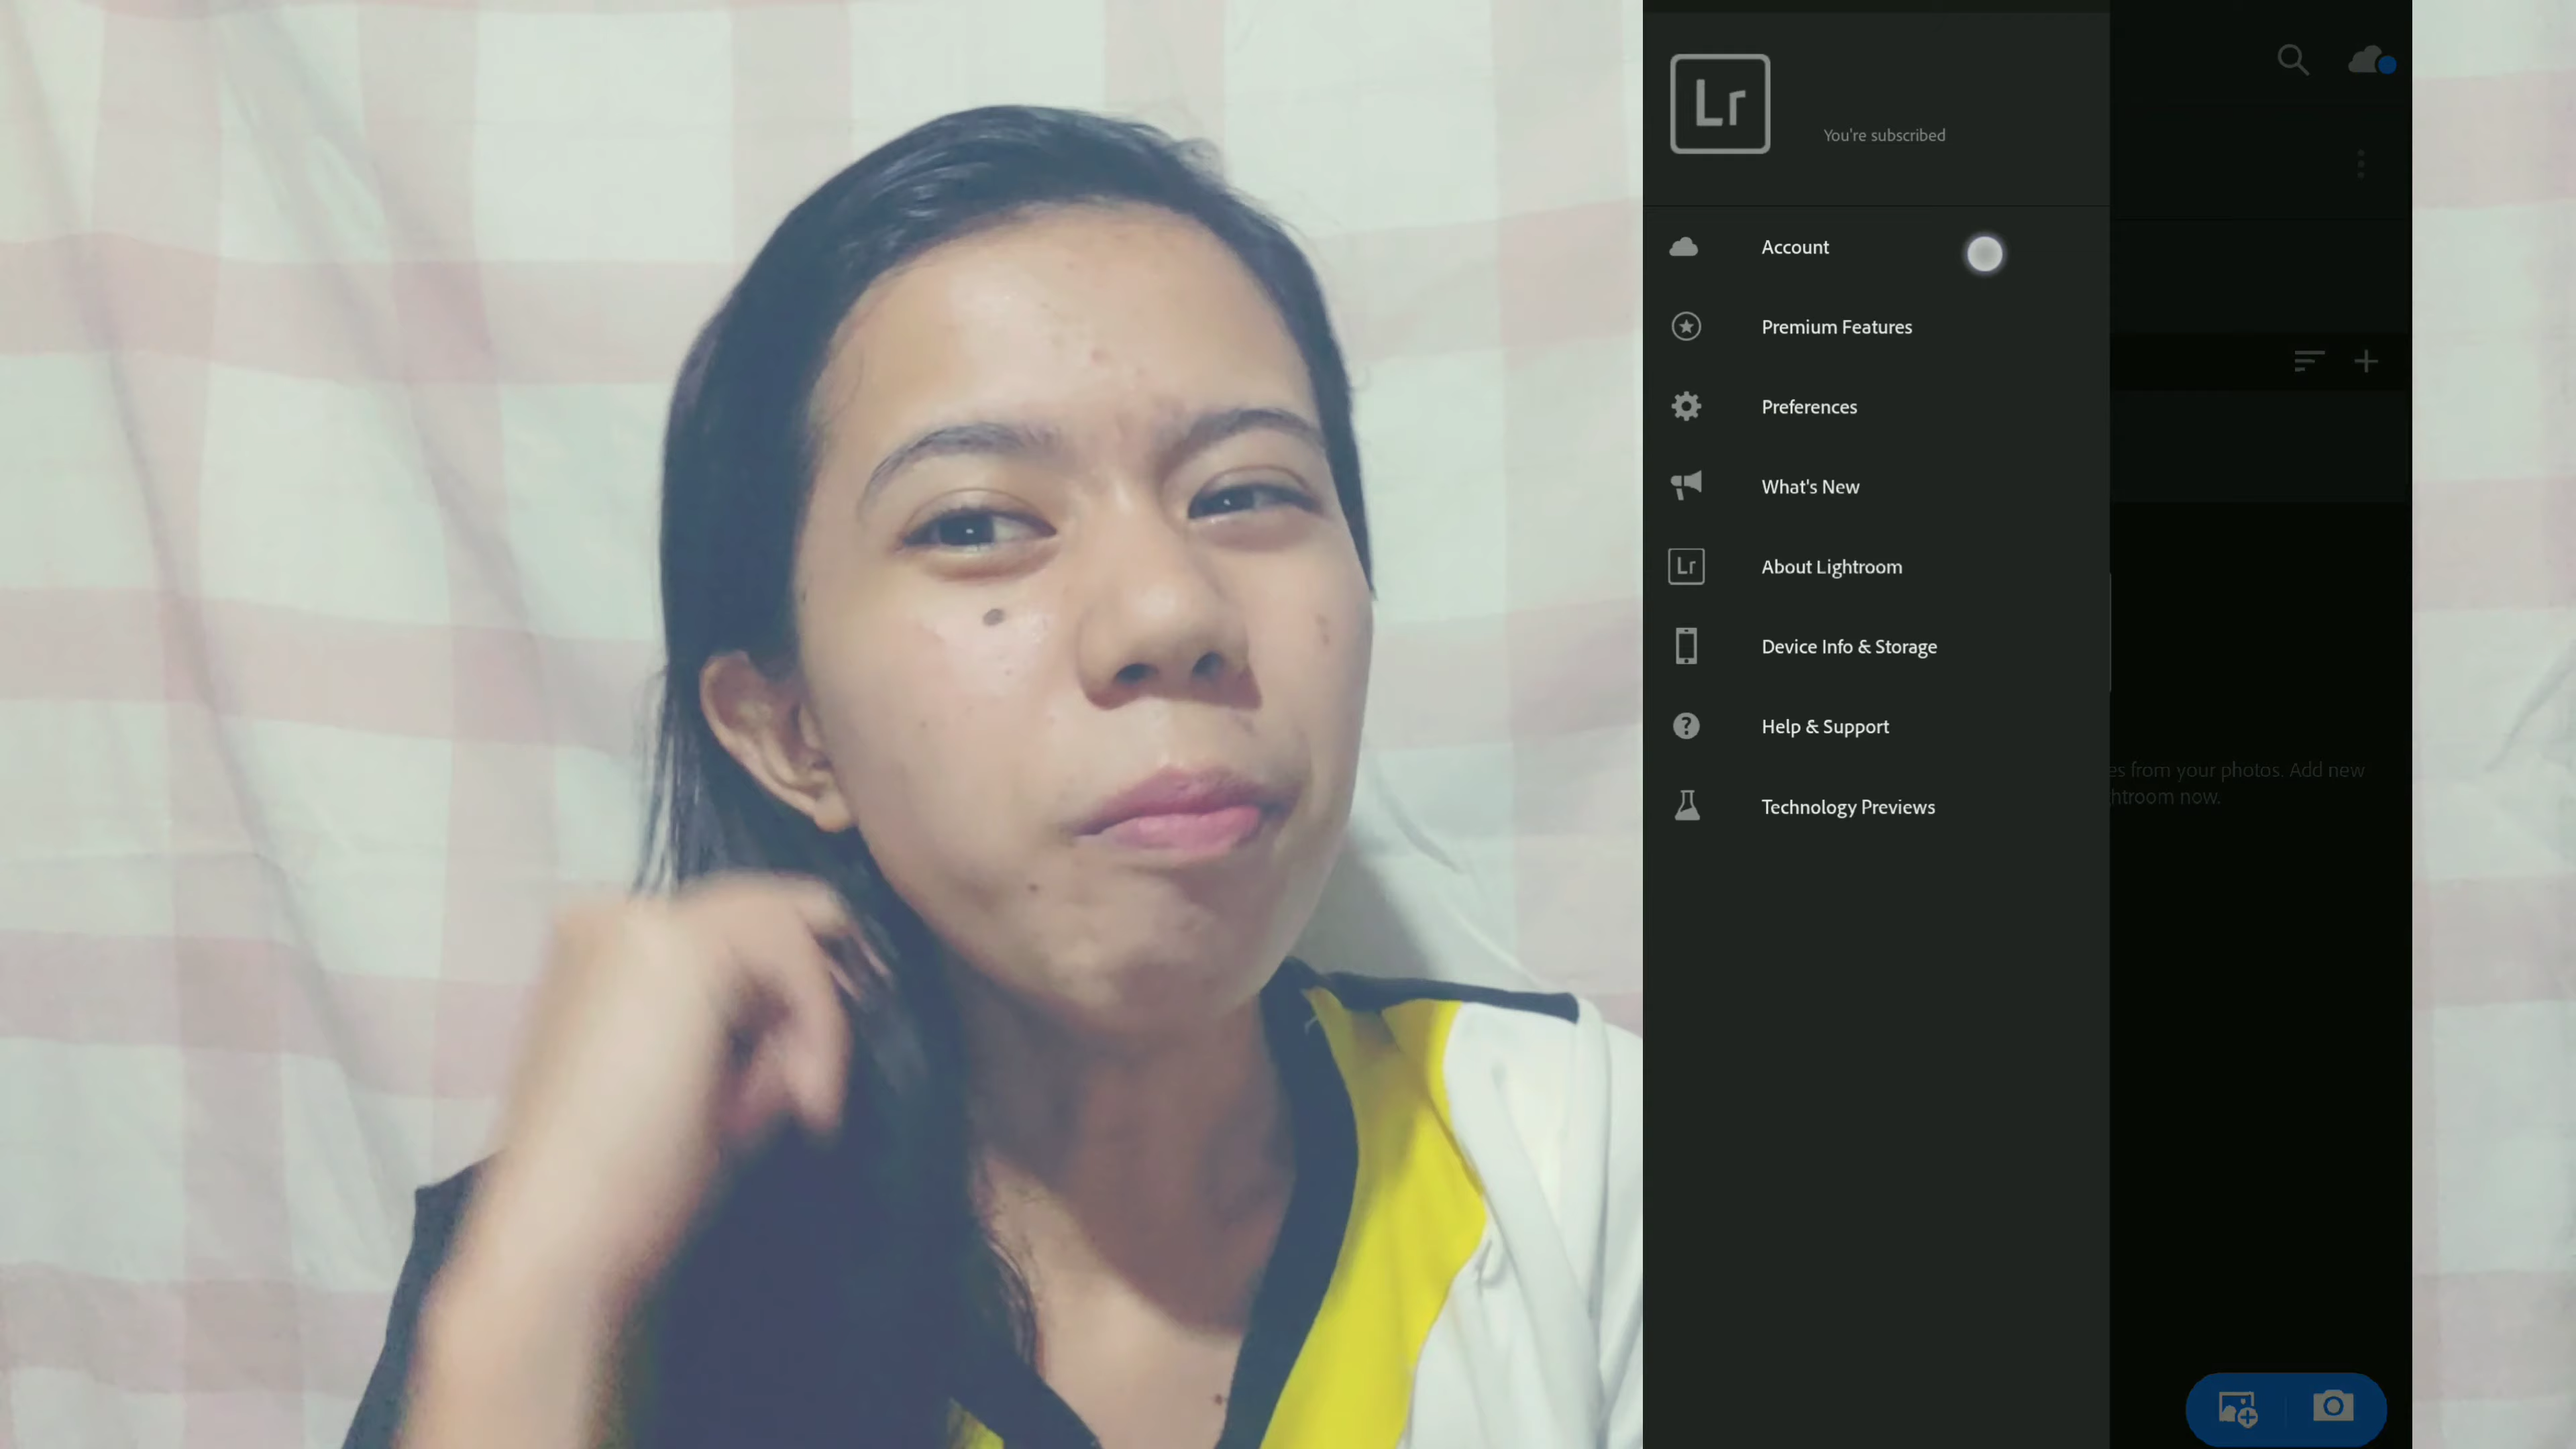 Lr
You're subscribed
Account
Premium Features
Preferences
What's New
Lr
About Lightroom
Device Info & Storage
Help & Support
Technology Previews
es from your photos. Add new
htroom now.